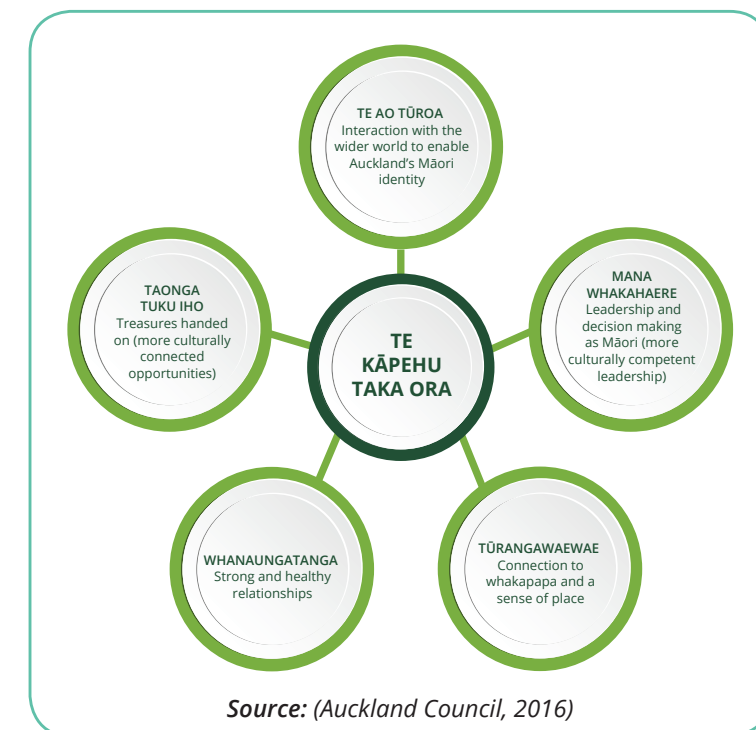 TE AO TŪROA
Interaction with the
wider world to enable
Auckland's Māori
identity
TAONGA
TUKU IHO
Treasures handed
on (more culturally
connected
opportunities)
MANA
WHAKAHAERE
Leadership and
decision making
as Māori (more
culturally competent
leadership)
TE
KĀPEHU
TAKA ORA
WHANAUNGATANGA
Strong and healthy
relationships
TŪRANGAWAEWAE
Connection to
whakapapa and a
sense of place
Source: (Auckland Council, 2016)